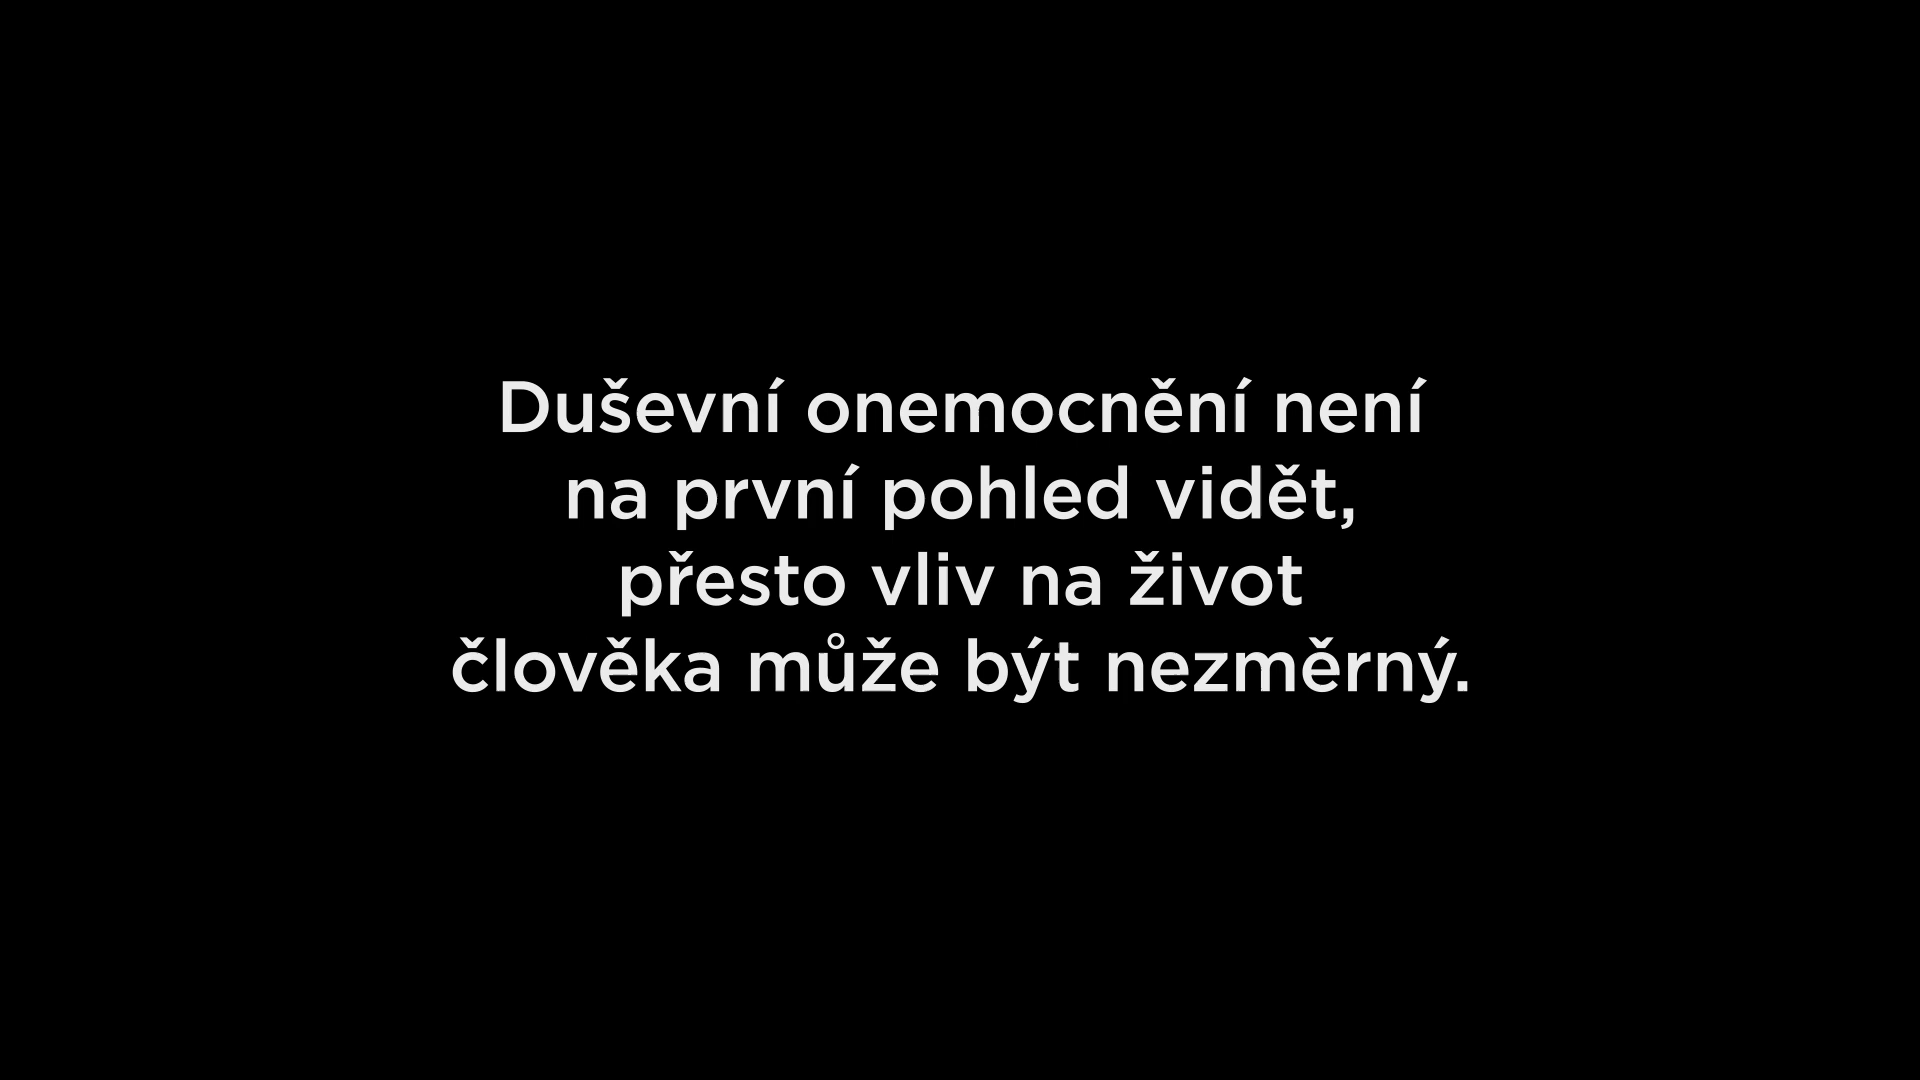 Duševní onemocnění není
na první pohled vidět,
přesto vliv na život
člověka může být nezměrný.